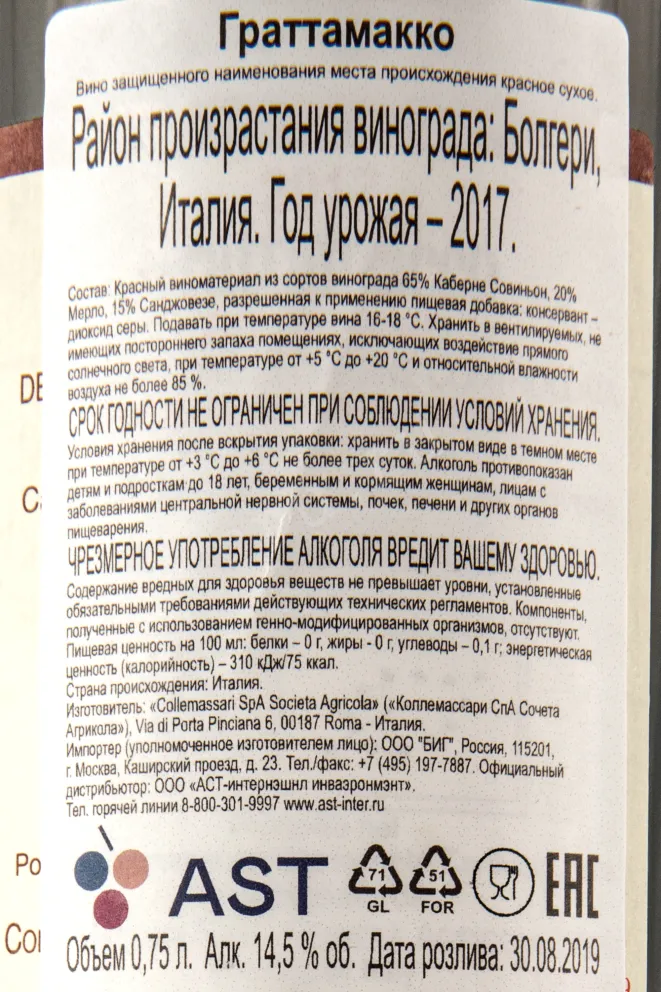 Граттамакко
Вино защищенного наименования места происхождения красное сухое.
Район произрастания винограда: Болгери,
Италия. Год урожая – 2017.
Состав: Красный виноматериал из сортов винограда 65% Каберне Совиньон, 20%
Мерло, 15% Санджовезе, разрешенная к применению пищевая добавка: консервант –
диоксид серы. Подавать при температуре вина 16-18 °С. Хранить в вентилируемых, не
имеющих постороннего запаха помещениях, исключающих воздействие прямого
солнечного света, при температуре от +5 °С до +20 °С и относительной влажности
воздуха не более 85 %.
СРОК ГОДНОСТИ НЕ ОГРАНИЧЕН ПРИ СОБЛЮДЕНИИ УСЛОВИЙ ХРАНЕНИЯ.
Условия хранения после вскрытия упаковки: хранить в закрытом виде в темном месте
при температуре от +3 °С до +6 °С не более трех суток. Алкоголь противопоказан
детям и подросткам до 18 лет, беременным и кормящим женщинам, лицам с
заболеваниями центральной нервной системы, почек, печени и других органов
пищеварения.
ЧРЕЗМЕРНОЕ УПОТРЕБЛЕНИЕ АЛКОГОЛЯ ВРЕДИТ ВАШЕМУ ЗДОРОВЬЮ.
Содержание вредных для здоровья веществ не превышает уровни, установленные
обязательными требованиями действующих технических регламентов. Компоненты,
полученные с использованием генно-модифицированных организмов, отсутствуют.
Пищевая ценность на 100 мл: белки – 0 г, жиры - 0 г, углеводы – 0,1 г; энергетическая
ценность (калорийность) – 310 кДж/75 ккал.
Страна происхождения: Италия.
Изготовитель: «Collemassari SpA Societa Agricola» («Коллемассари СпА Сочета
Агрикола»), Via di Porta Pinciana 6, 00187 Roma - Италия.
Импортер (уполномоченное изготовителем лицо): ООО "БИГ", Россия, 115201,
г. Москва, Каширский проезд, д. 23. Тел./факс: +7 (495) 197-7887. Официальный
дистрибьютор: ООО «АСТ-интернэшнл инваэронмэнт».
Тел. горячей линии 8-800-301-9997 www.ast-inter.ru
AST 71 GL 51 FOR EAC
Объем 0,75 л. Алк. 14,5 % об. Дата розлива: 30.08.2019